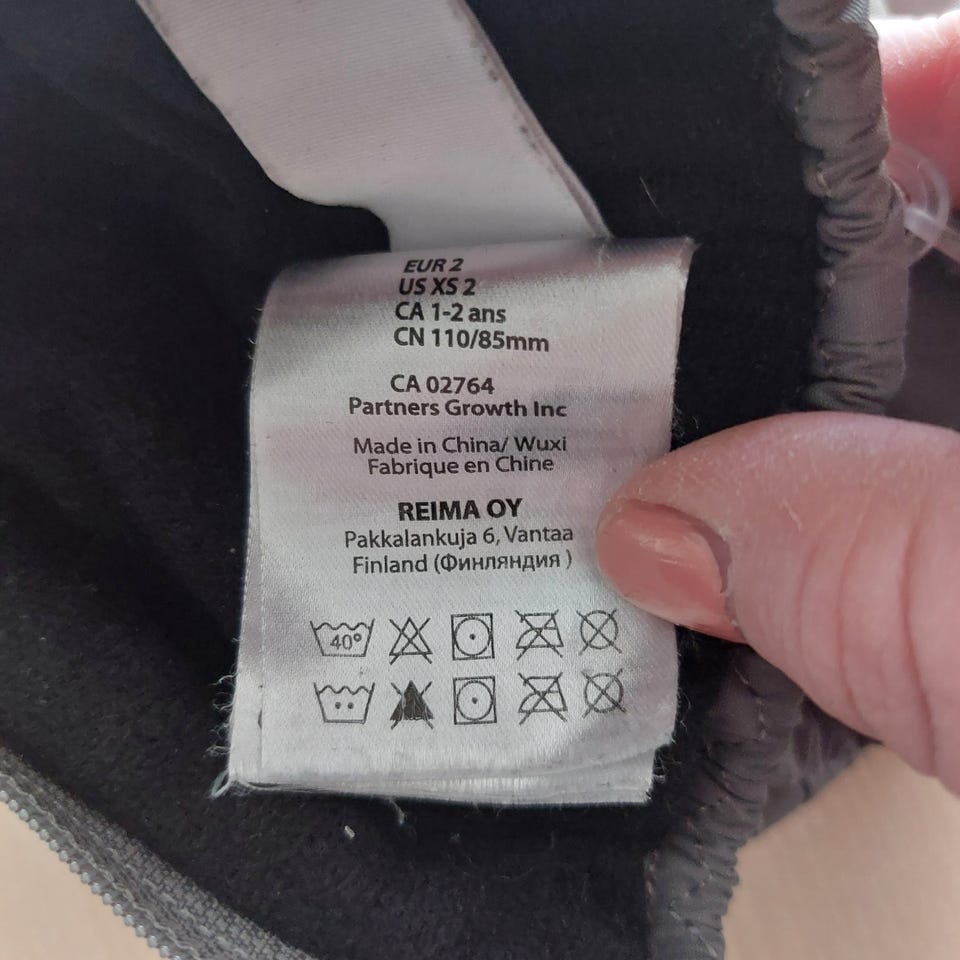 EUR 2
US XS 2
CA 1-2 ans
CN 110/85mm
CA 02764
Partners Growth Inc
Made in China/ Wuxi
Fabrique en Chine
REIMA OY
Pakkalankuja 6, Vantaa
Finland (Финляндия )
40°